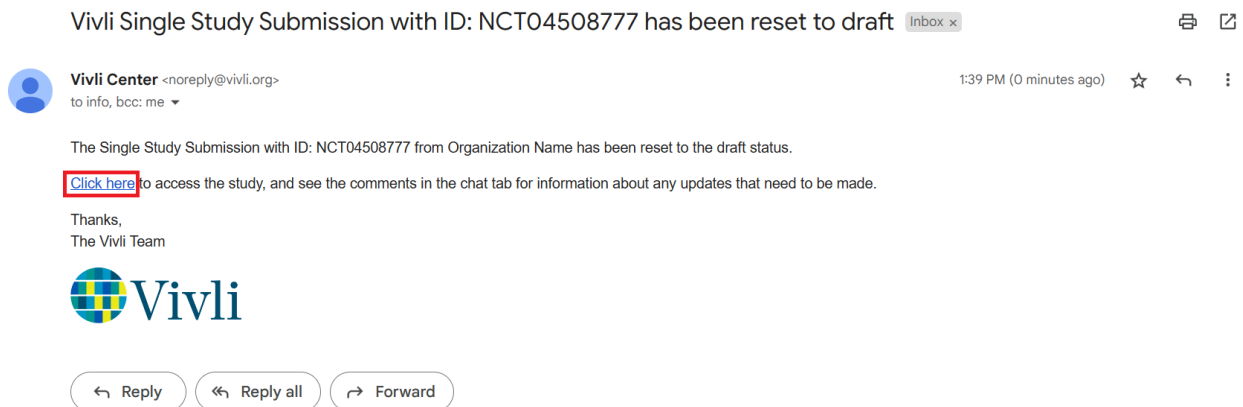 Vivli Single Study Submission with ID: NCT04508777 has been reset to draft Inbox x
Vivli Center <noreply@vivli.org> 1:39 PM (0 minutes ago)
to info, bcc: me
The Single Study Submission with ID: NCT04508777 from Organization Name has been reset to the draft status.
Click here to access the study, and see the comments in the chat tab for information about any updates that need to be made.
Thanks,
The Vivli Team
Vivli
Reply Reply all Forward